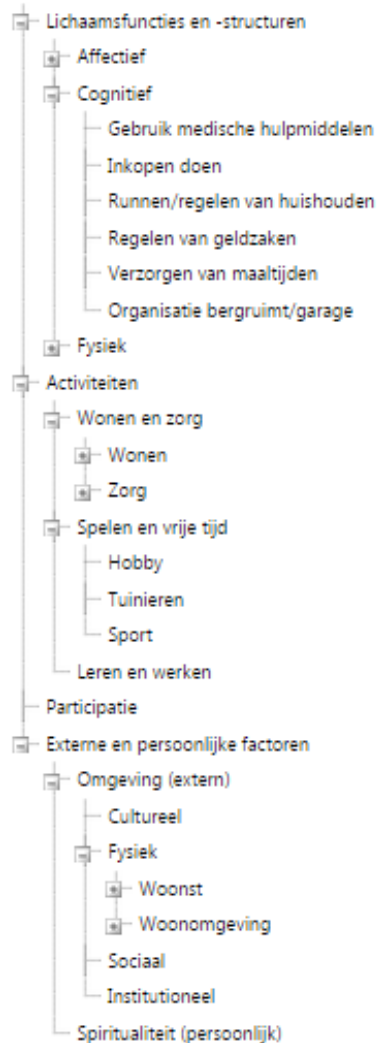 Lichaamsfuncties en -structuren
Affectief
Cognitief
Gebruik medische hulpmiddelen
Inkopen doen
Runnen/regelen van huishouden
Regelen van geldzaken
Verzorgen van maaltijden
Organisatie bergruimt/garage
Fysiek
Activiteiten
Wonen en zorg
Wonen
Zorg
Spelen en vrije tijd
Hobby
Tuinieren
Sport
Leren en werken
Participatie
Externe en persoonlijke factoren
Omgeving (extern)
Cultureel
Fysiek
Woonst
Woonomgeving
Sociaal
Institutioneel
Spiritualiteit (persoonlijk)